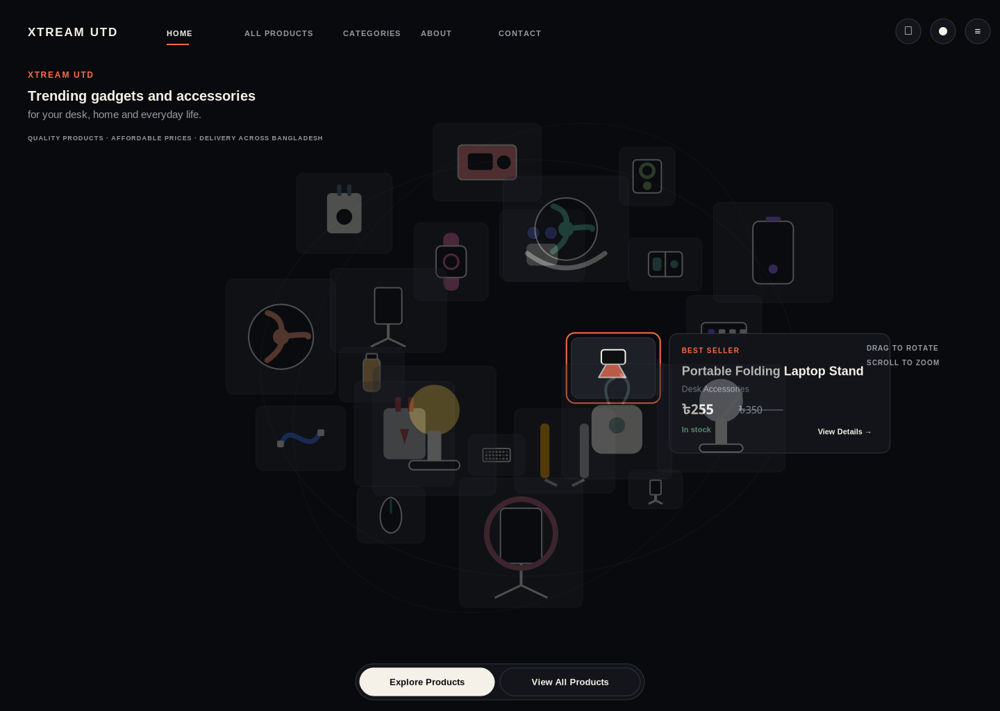 XTREAM UTD
HOME
ALL PRODUCTS
CATEGORIES
ABOUT
CONTACT
XTREAM UTD
Trending gadgets and accessories
for your desk, home and everyday life.
QUALITY PRODUCTS · AFFORDABLE PRICES · DELIVERY ACROSS BANGLADESH
BEST SELLER
Portable Folding Laptop Stand
Desk Accessories
৳255 ৳350
In stock
View Details →
DRAG TO ROTATE
SCROLL TO ZOOM
Explore Products
View All Products